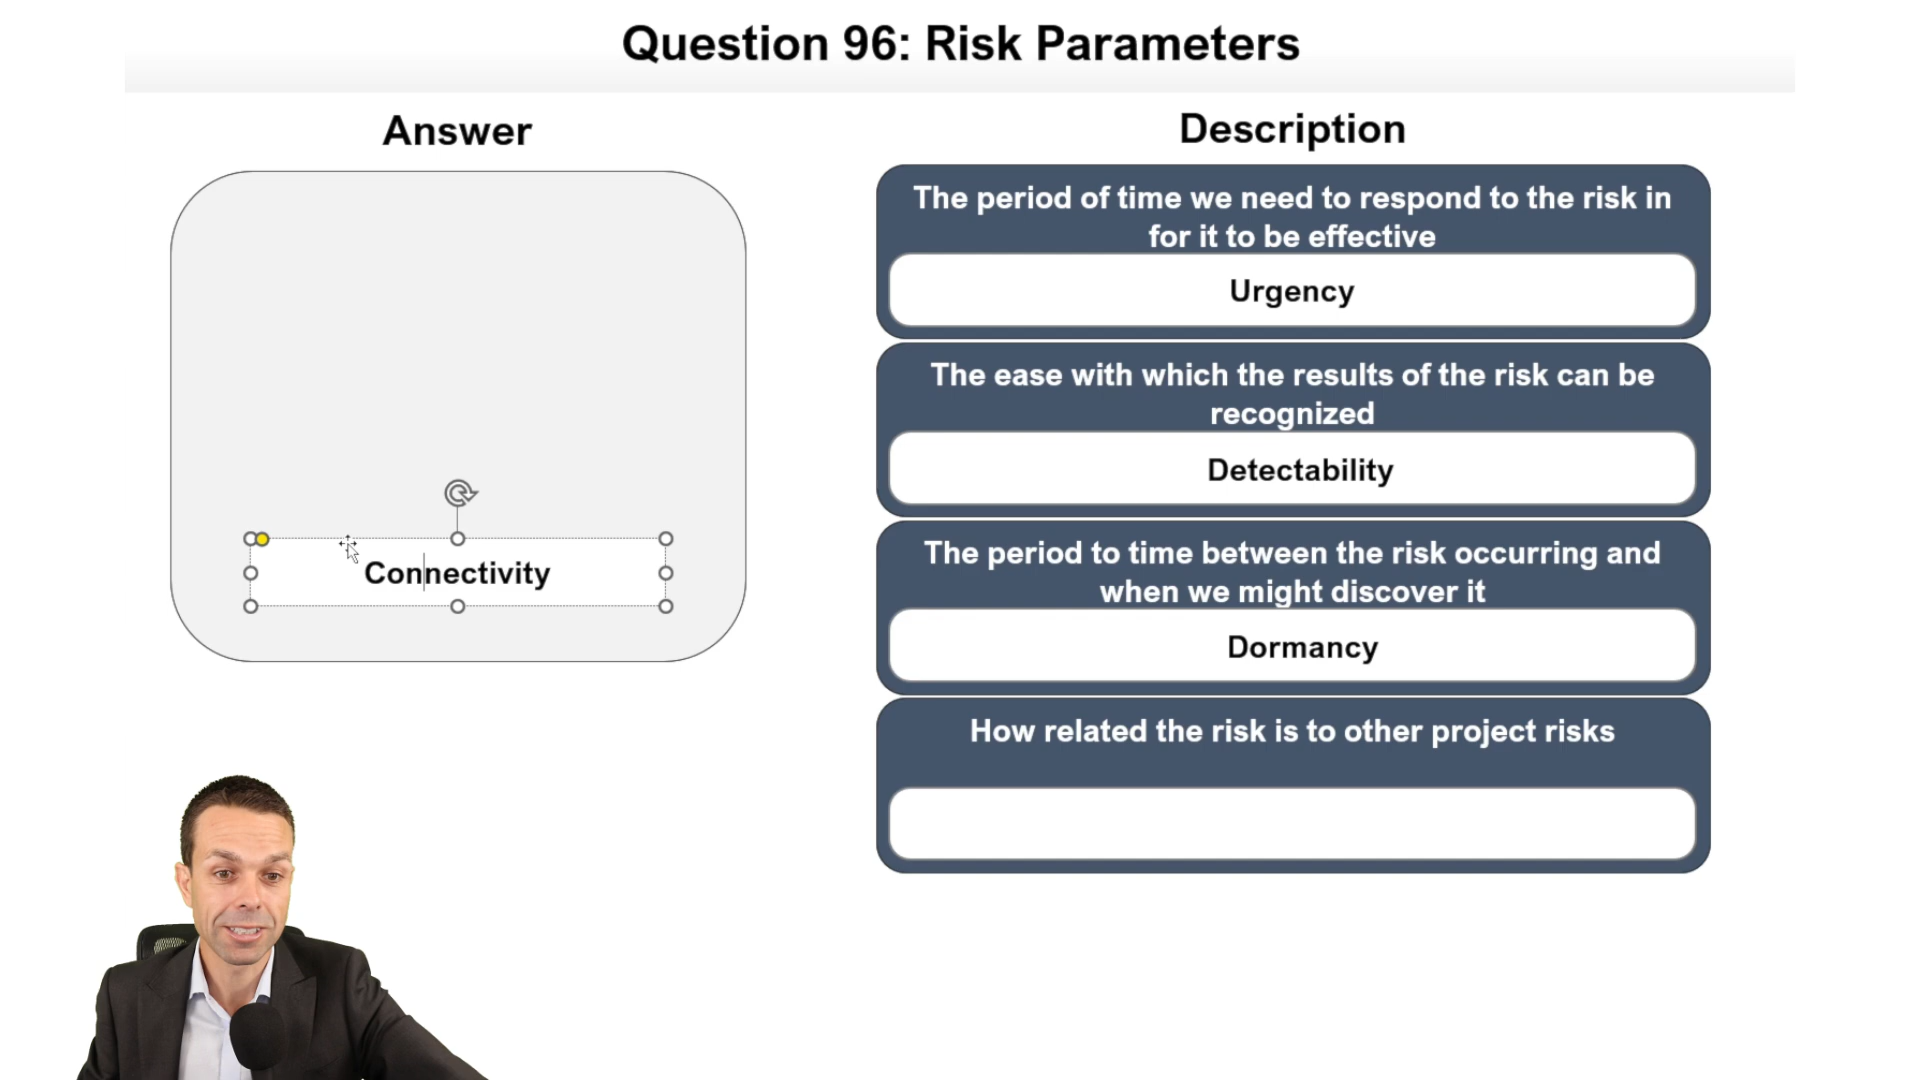 Question 96: Risk Parameters
Answer
Connectivity
Description
The period of time we need to respond to the risk in
for it to be effective
Urgency
The ease with which the results of the risk can be
recognized
Detectability
The period to time between the risk occurring and
when we might discover it
Dormancy
How related the risk is to other project risks